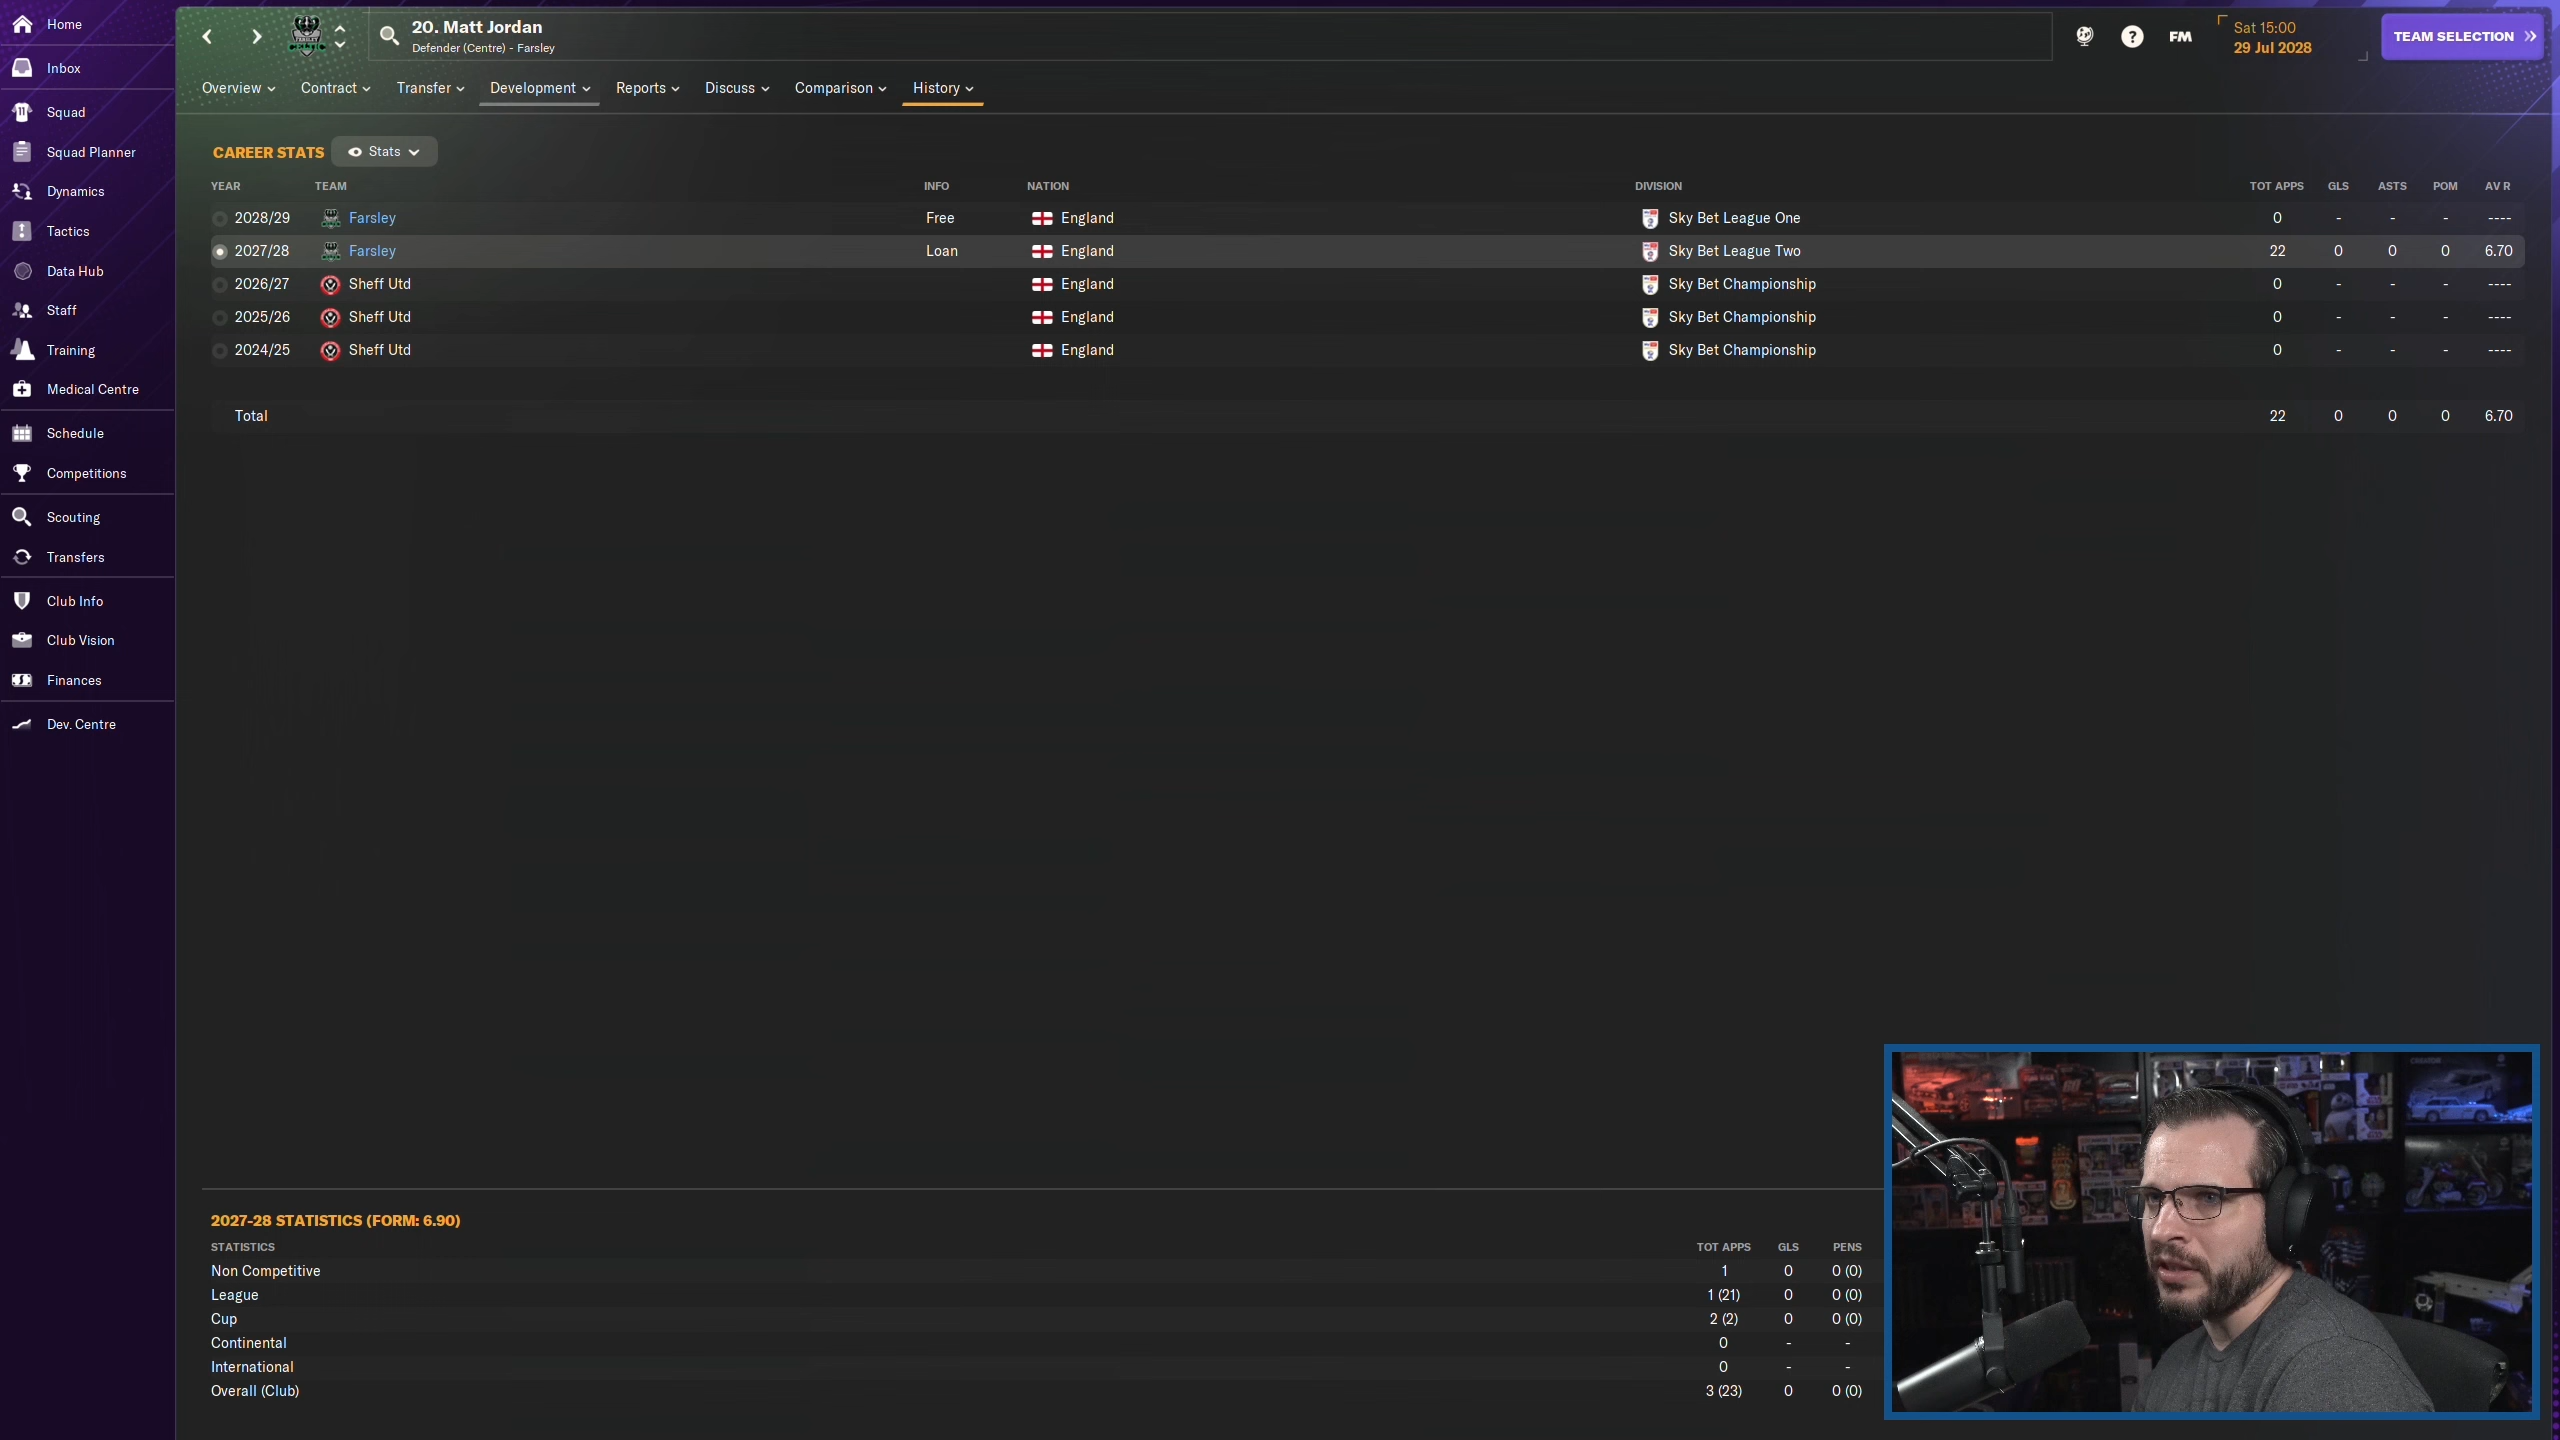 Home
Inbox
Squad
Squad Planner
Dynamics
Tactics
Data Hub
Staff
Training
Medical Centre
Schedule
Competitions
Scouting
Transfers
Club Info
Club Vision
Finances
Dev. Centre
20. Matt Jordan
Defender (Centre) - Farsley
FM
Sat 15:00
29 Jul 2028
TEAM SELECTION
Overview Contract Transfer Development Reports Discuss Comparison History
CAREER STATS Stats
YEAR TEAM INFO NATION DIVISION TOT APPS GLS ASTS POM AV R
2028/29 Farsley Free England Sky Bet League One 0 - - - ----
2027/28 Farsley Loan England Sky Bet League Two 22 0 0 0 6.70
2026/27 Sheff Utd England Sky Bet Championship 0 - - - ----
2025/26 Sheff Utd England Sky Bet Championship 0 - - - ----
2024/25 Sheff Utd England Sky Bet Championship 0 - - - ----
Total 22 0 0 0 6.70
2027-28 STATISTICS (FORM: 6.90)
STATISTICS TOT APPS GLS PENS
Non Competitive 1 0 0 (0)
League 1 (21) 0 0 (0)
Cup 2 (2) 0 0 (0)
Continental 0 - -
International 0 - -
Overall (Club) 3 (23) 0 0 (0)